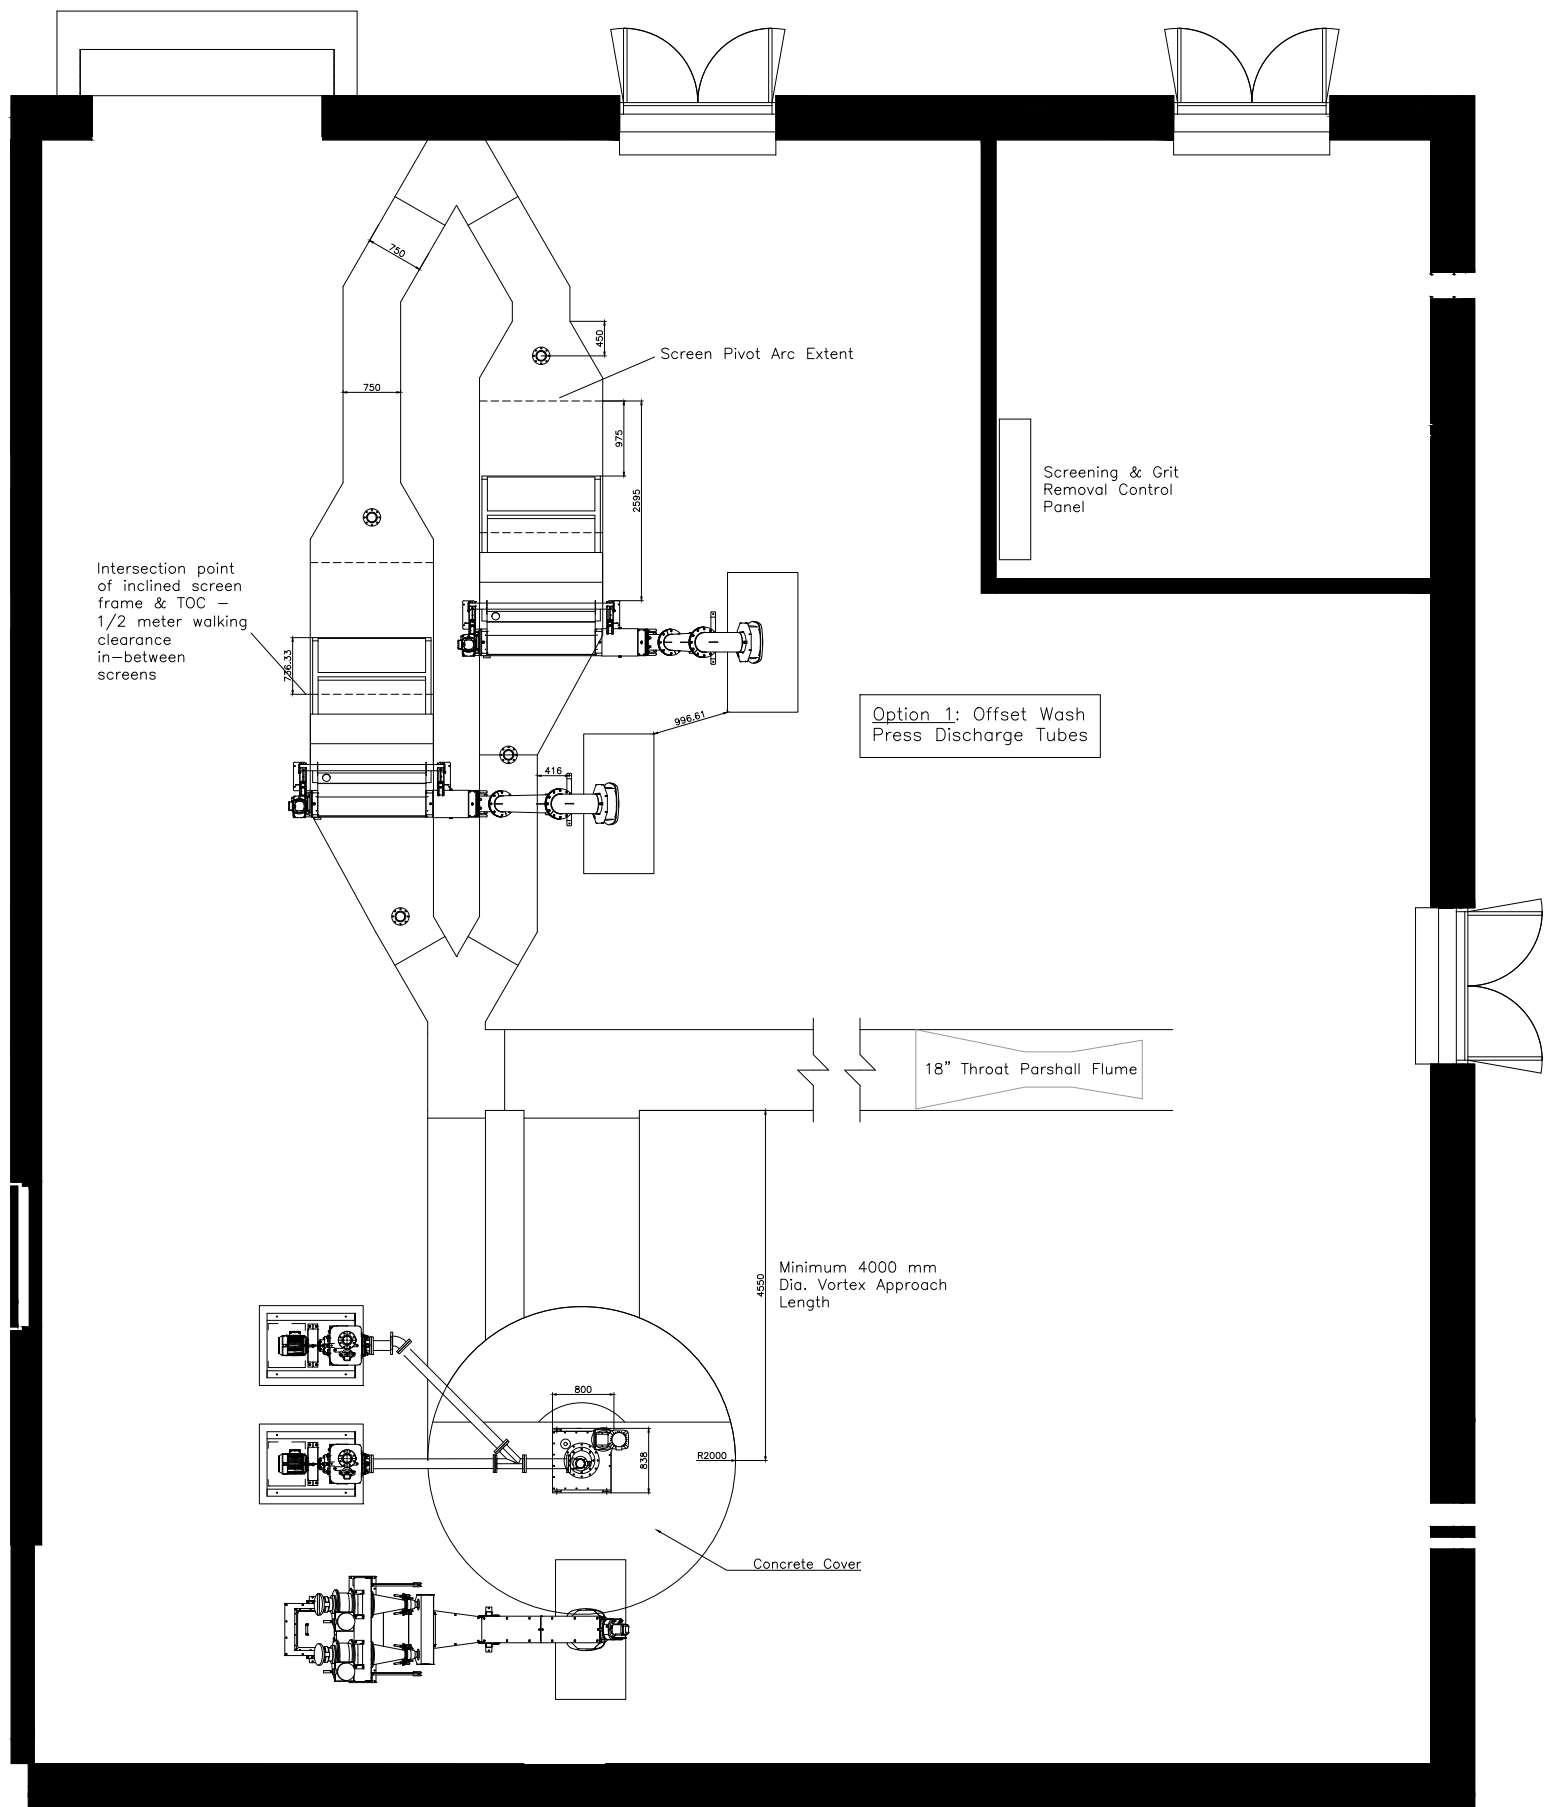 750
450
Screen Pivot Arc Extent
750
975
2595
Screening & Grit
Removal Control
Panel
Intersection point
of inclined screen
frame & TOC –
1/2 meter walking
clearance
in–between
screens
736.33
996.61
Option 1: Offset Wash
Press Discharge Tubes
416
18" Throat Parshall Flume
4550
Minimum 4000 mm
Dia. Vortex Approach
Length
800
838
R2000
Concrete Cover